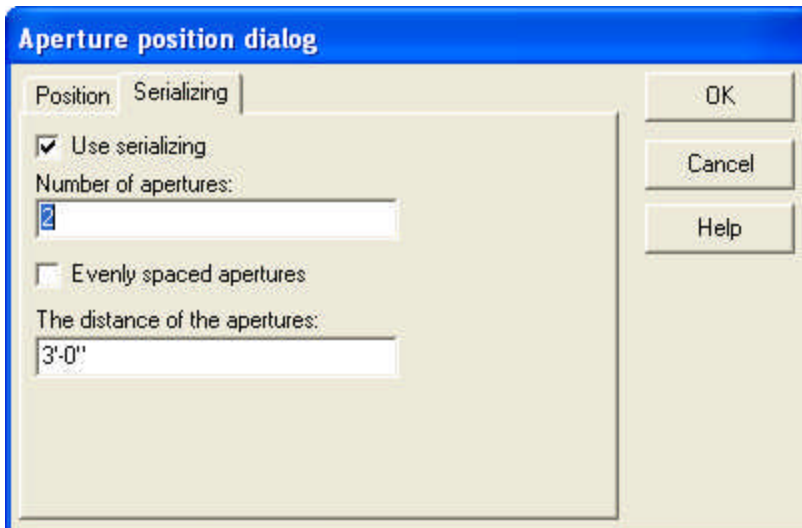 Aperture position dialog
Position Serializing
OK
Use serializing
Cancel
Number of apertures:
2
Help
Evenly spaced apertures
The distance of the apertures:
3'-0"